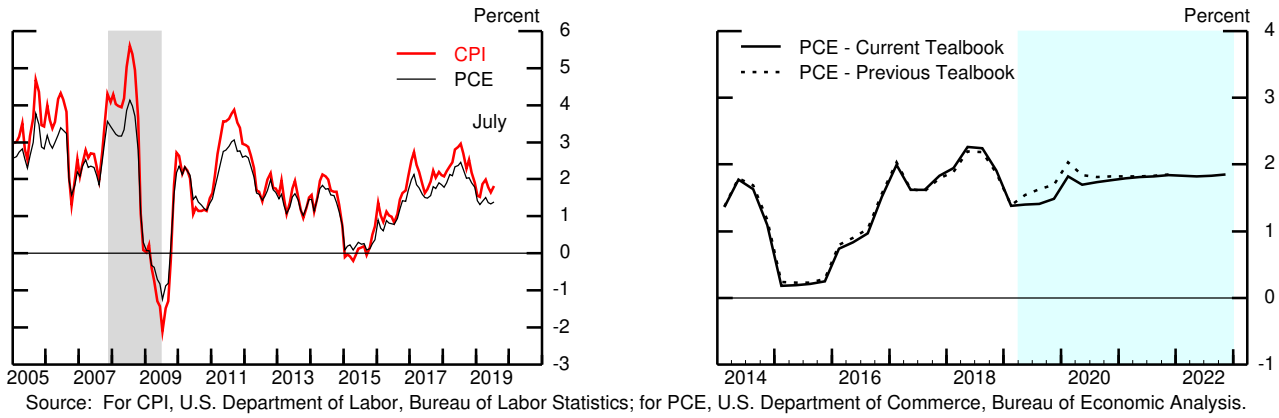 Percent
6
5
4
3
2
1
0
-1
-2
-3
CPI
PCE
July
2005 2007 2009 2011 2013 2015 2017 2019
Percent
4
3
2
1
0
-1
PCE - Current Tealbook
PCE - Previous Tealbook
2014 2016 2018 2020 2022
Source: For CPI, U.S. Department of Labor, Bureau of Labor Statistics; for PCE, U.S. Department of Commerce, Bureau of Economic Analysis.